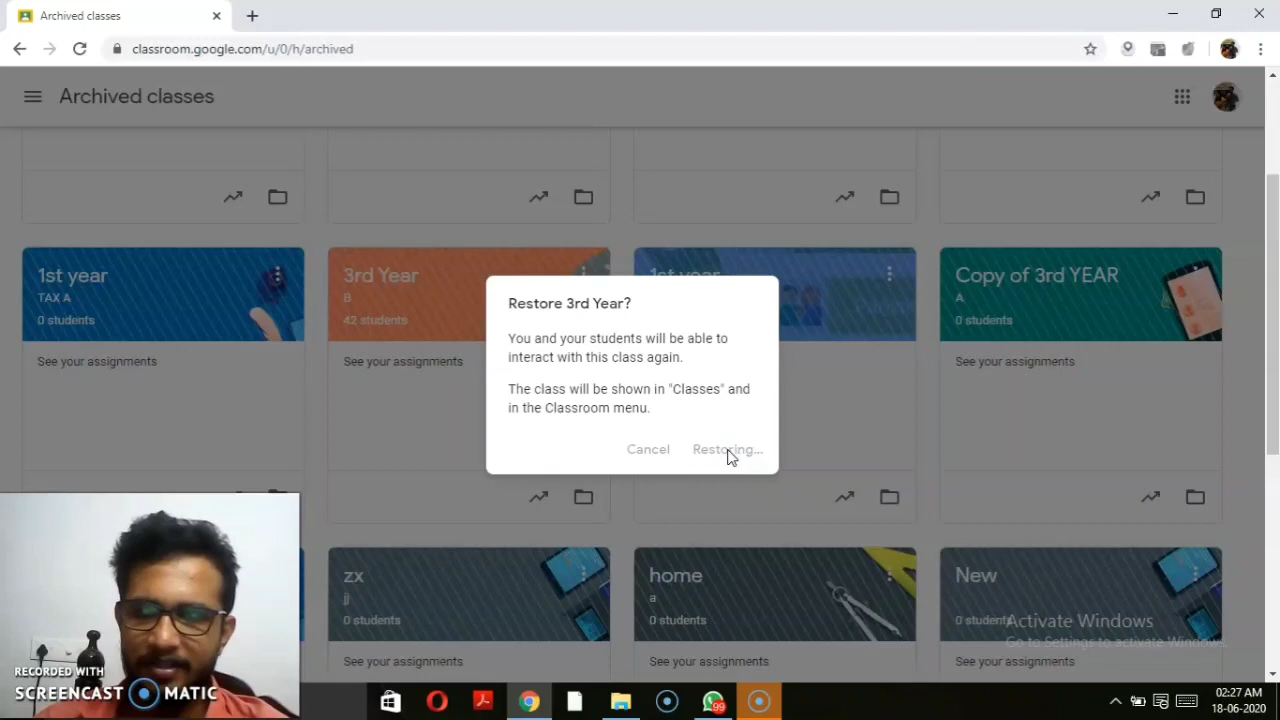 Archived classes
classroom.google.com/u/0/h/archived
Archived classes
1st year
TAX A
0 students
See your assignments
3rd Year
B
42 students
See your assignments
1st year
Copy of 3rd YEAR
A
0 students
See your assignments
Restore 3rd Year?
You and your students will be able to
interact with this class again.
The class will be shown in "Classes" and
in the Classroom menu.
Cancel
Restoring...
zx
jj
0 students
See your assignments
home
a
0 students
See your assignments
New
0 students
See your assignments
Activate Windows
Go to Settings to activate Windows.
RECORDED WITH
SCREENCAST MATIC
99
02:27 AM
18-06-2020